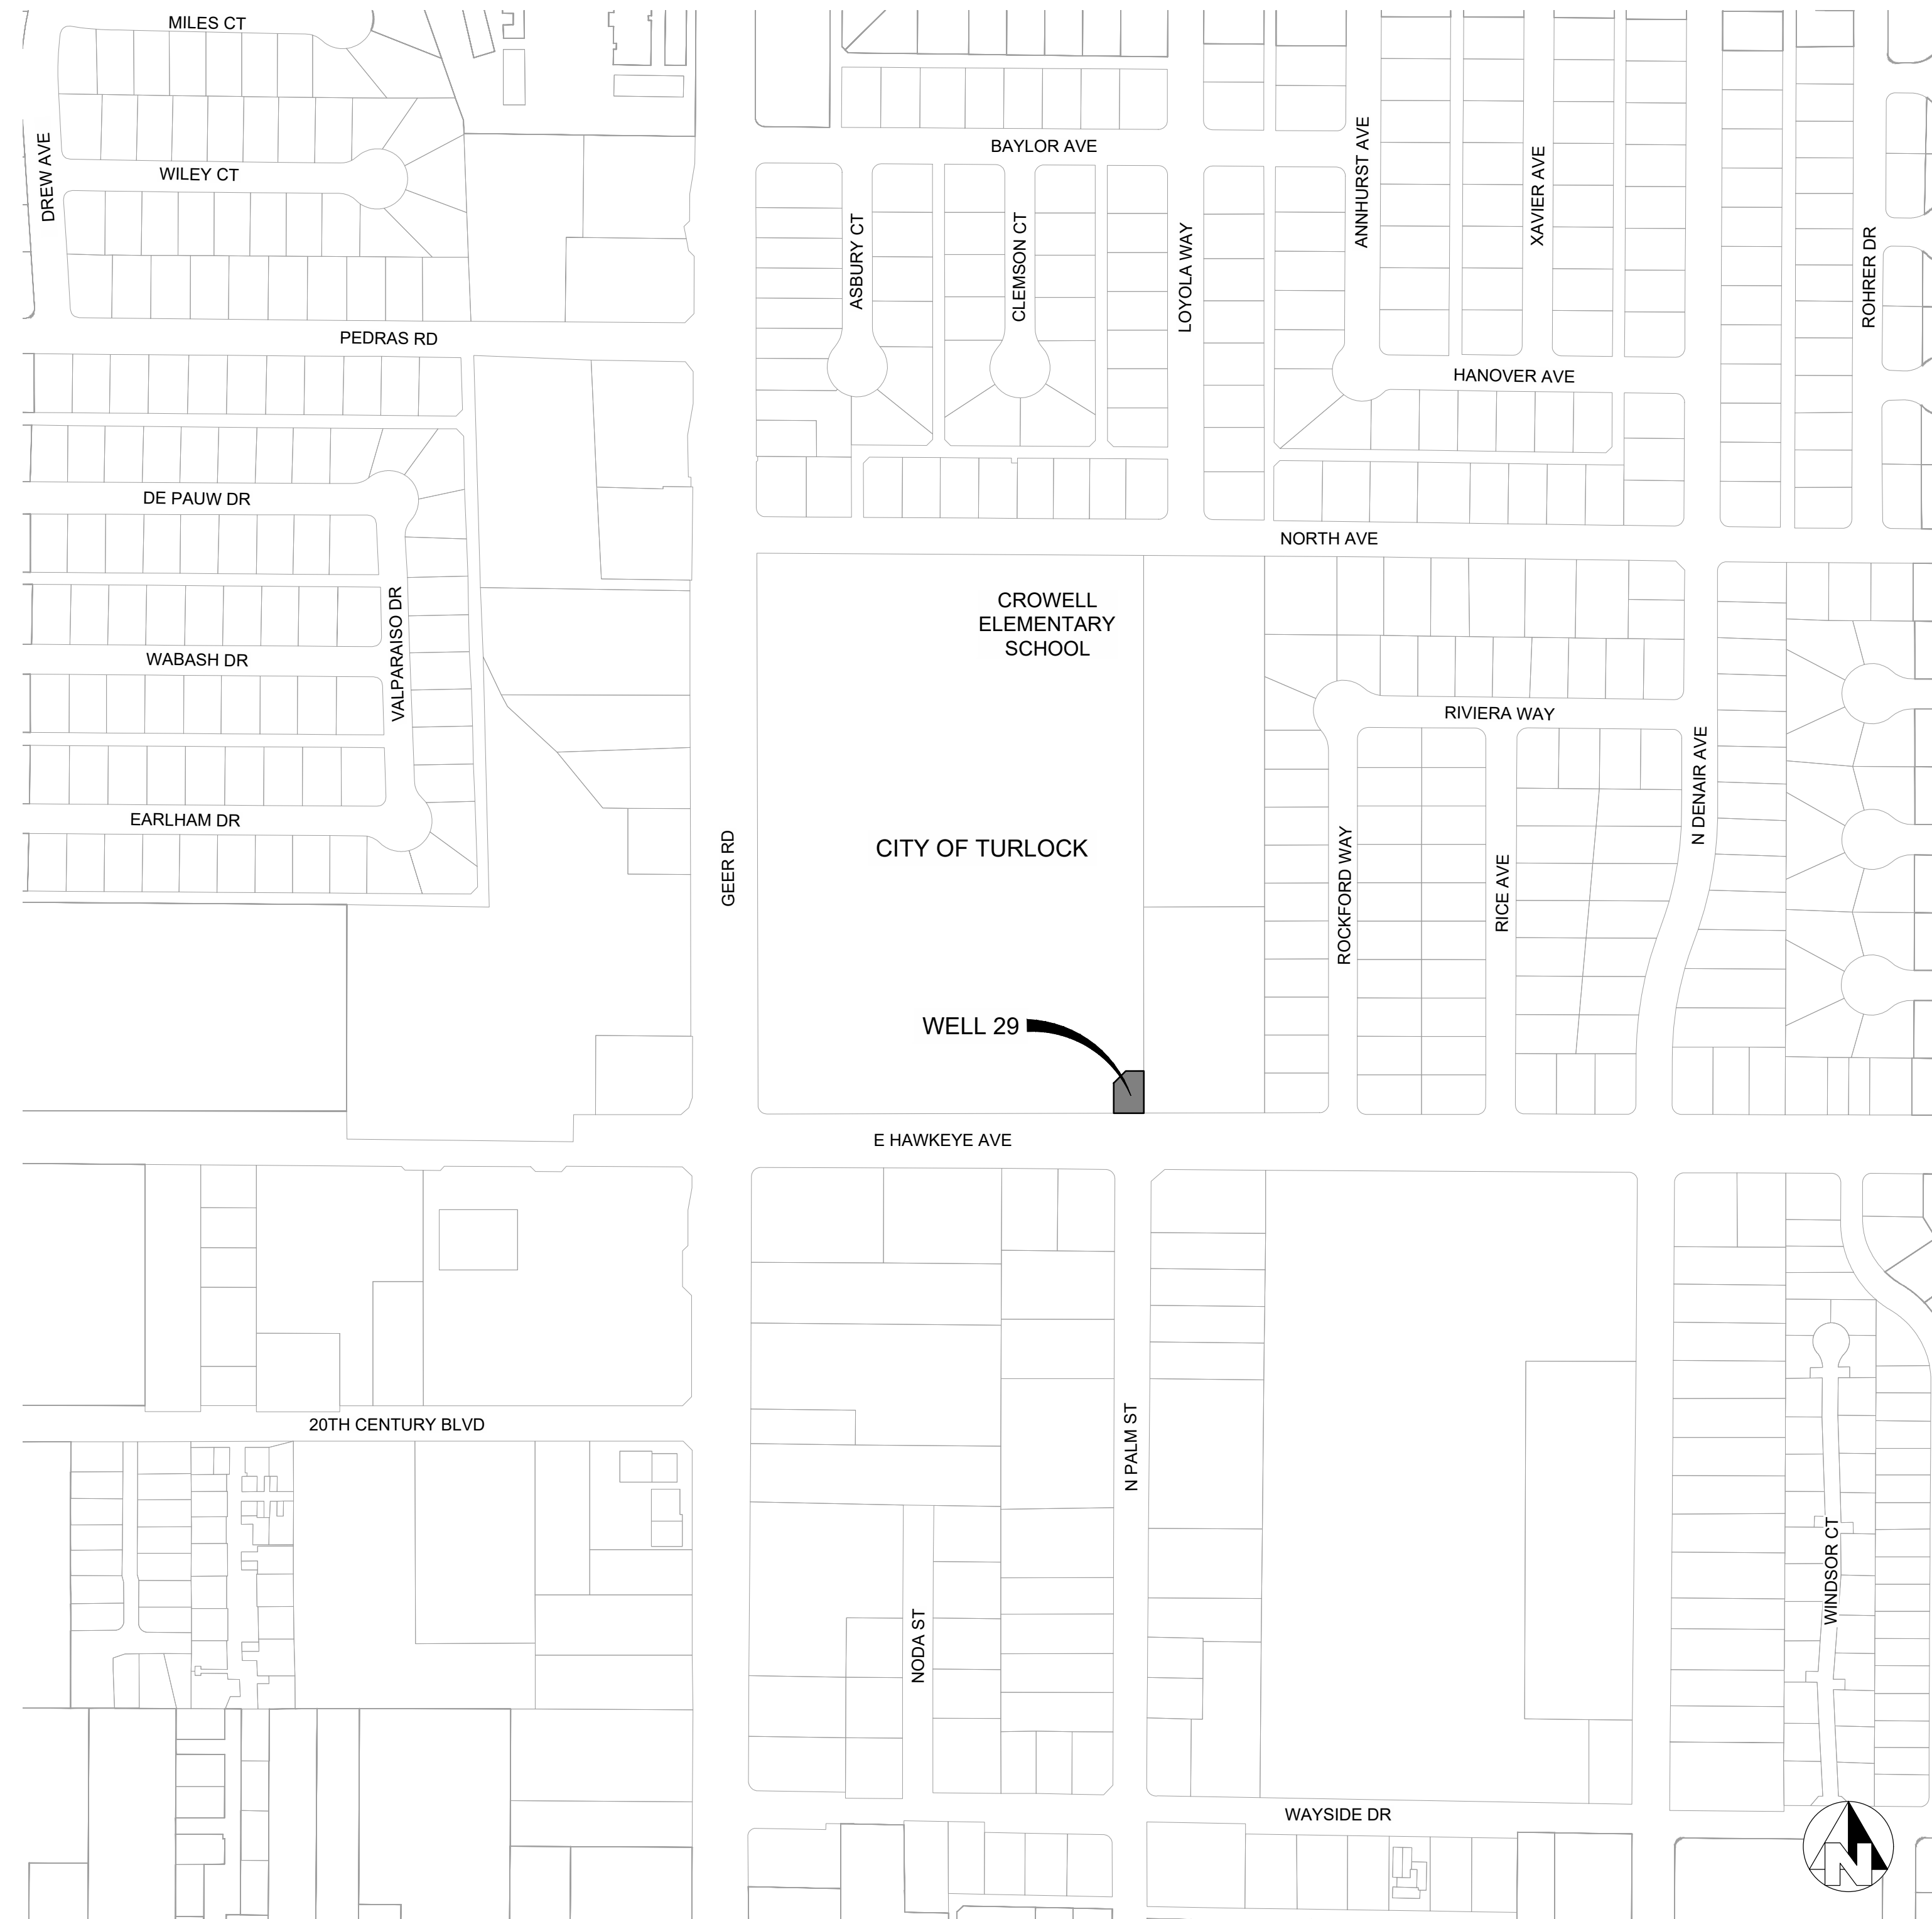 MILES CT
DREW AVE
WILEY CT
BAYLOR AVE
ANNHURST AVE
XAVIER AVE
ASBURY CT
CLEMSON CT
LOYOLA WAY
ROHRER DR
PEDRAS RD
HANOVER AVE
DE PAUW DR
NORTH AVE
CROWELL
ELEMENTARY
SCHOOL
VALPARAISO DR
WABASH DR
RIVIERA WAY
N DENAIR AVE
EARLHAM DR
GEER RD
CITY OF TURLOCK
ROCKFORD WAY
RICE AVE
WELL 29
E HAWKEYE AVE
20TH CENTURY BLVD
N PALM ST
WINDSOR CT
NODA ST
WAYSIDE DR
N